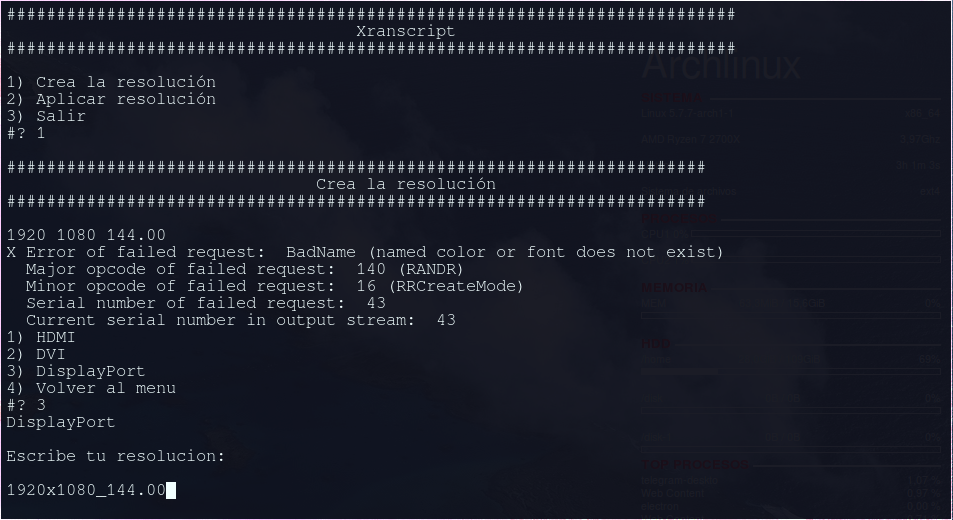 ########################################################################
Xranscript
########################################################################
1) Crea la resolución
2) Aplicar resolución
3) Salir
#? 1
#####################################################################
Crea la resolución
#####################################################################
1920 1080 144.00
X Error of failed request:  BadName (named color or font does not exist)
Major opcode of failed request:  140 (RANDR)
Minor opcode of failed request:  16 (RRCreateMode)
Serial number of failed request:  43
Current serial number in output stream:  43
1) HDMI
2) DVI
3) DisplayPort
4) Volver al menu
#? 3
DisplayPort
Escribe tu resolucion:
1920x1080_144.00
Archlinux
AMD Ryzen 7 2700X
MEMORIA